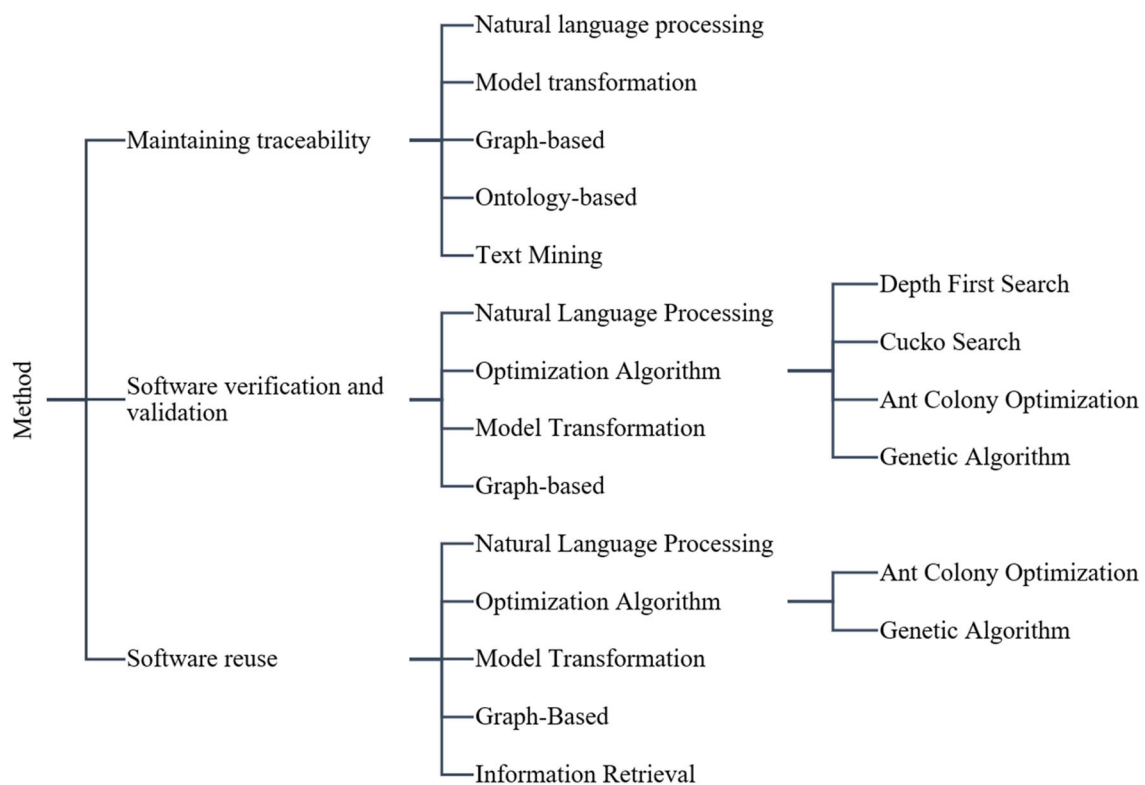 Method
Maintaining traceability
Natural language processing
Model transformation
Graph-based
Ontology-based
Text Mining
Software verification and
validation
Natural Language Processing
Optimization Algorithm
Depth First Search
Cucko Search
Ant Colony Optimization
Genetic Algorithm
Model Transformation
Graph-based
Software reuse
Natural Language Processing
Optimization Algorithm
Ant Colony Optimization
Genetic Algorithm
Model Transformation
Graph-Based
Information Retrieval